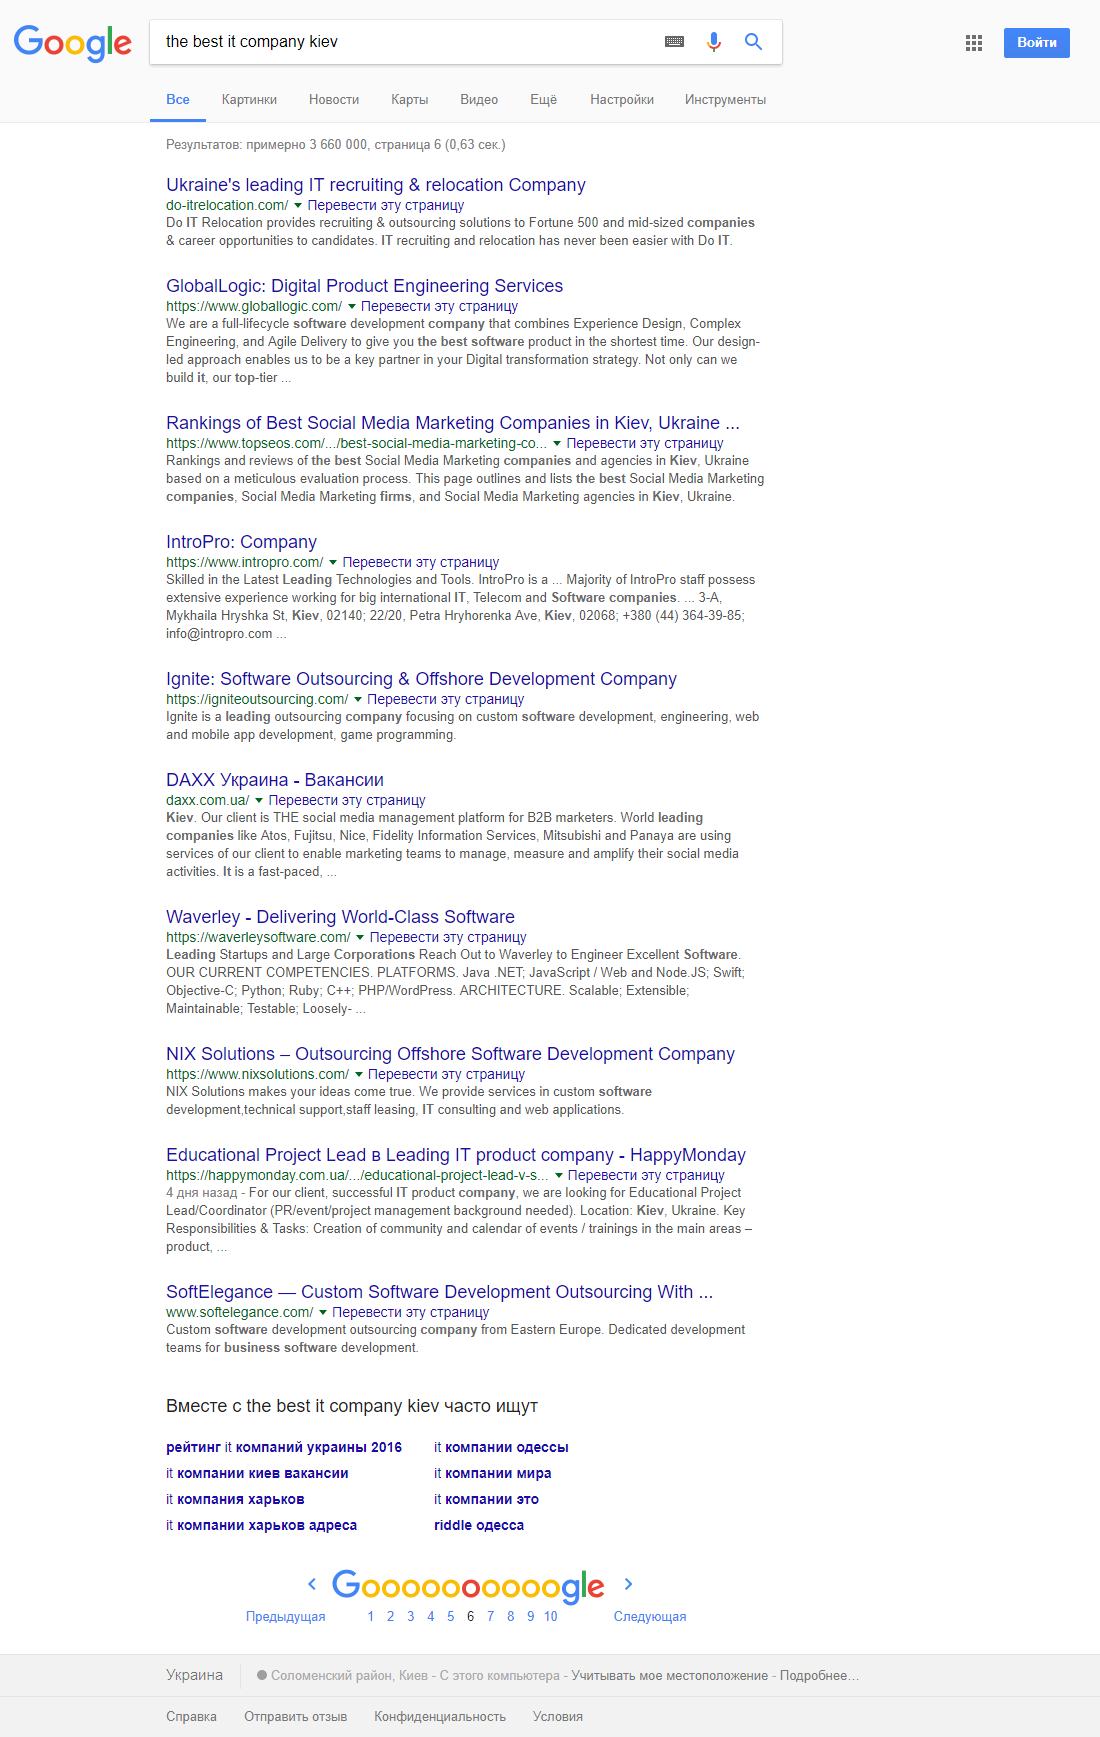 Google
the best it company kiev
Войти
Все Картинки Новости Карты Видео Ещё Настройки Инструменты
Результатов: примерно 3 660 000, страница 6 (0,63 сек.)
Ukraine's leading IT recruiting & relocation Company
do-itrelocation.com/ Перевести эту страницу
Do IT Relocation provides recruiting & outsourcing solutions to Fortune 500 and mid-sized companies
& career opportunities to candidates. IT recruiting and relocation has never been easier with Do IT.
GlobalLogic: Digital Product Engineering Services
https://www.globallogic.com/ Перевести эту страницу
We are a full-lifecycle software development company that combines Experience Design, Complex
Engineering, and Agile Delivery to give you the best software product in the shortest time. Our design-
led approach enables us to be a key partner in your Digital transformation strategy. Not only can we
build it, our top-tier ...
Rankings of Best Social Media Marketing Companies in Kiev, Ukraine ...
https://www.topseos.com/.../best-social-media-marketing-co... Перевести эту страницу
Rankings and reviews of the best Social Media Marketing companies and agencies in Kiev, Ukraine
based on a meticulous evaluation process. This page outlines and lists the best Social Media Marketing
companies, Social Media Marketing firms, and Social Media Marketing agencies in Kiev, Ukraine.
IntroPro: Company
https://www.intropro.com/ Перевести эту страницу
Skilled in the Latest Leading Technologies and Tools. IntroPro is a ... Majority of IntroPro staff possess
extensive experience working for big international IT, Telecom and Software companies. ... 3-A,
Mykhaila Hryshka St, Kiev, 02140; 22/20, Petra Hryhorenka Ave, Kiev, 02068; +380 (44) 364-39-85;
info@intropro.com ...
Ignite: Software Outsourcing & Offshore Development Company
https://igniteoutsourcing.com/ Перевести эту страницу
Ignite is a leading outsourcing company focusing on custom software development, engineering, web
and mobile app development, game programming.
DAXX Украина - Вакансии
daxx.com.ua/ Перевести эту страницу
Kiev. Our client is THE social media management platform for B2B marketers. World leading
companies like Atos, Fujitsu, Nice, Fidelity Information Services, Mitsubishi and Panaya are using
services of our client to enable marketing teams to manage, measure and amplify their social media
activities. It is a fast-paced, ...
Waverley - Delivering World-Class Software
https://waverleysoftware.com/ Перевести эту страницу
Leading Startups and Large Corporations Reach Out to Waverley to Engineer Excellent Software.
OUR CURRENT COMPETENCIES. PLATFORMS. Java .NET; JavaScript / Web and Node.JS; Swift;
Objective-C; Python; Ruby; C++; PHP/WordPress. ARCHITECTURE. Scalable; Extensible;
Maintainable; Testable; Loosely- ...
NIX Solutions – Outsourcing Offshore Software Development Company
https://www.nixsolutions.com/ Перевести эту страницу
NIX Solutions makes your ideas come true. We provide services in custom software
development,technical support,staff leasing, IT consulting and web applications.
Educational Project Lead в Leading IT product company - HappyMonday
https://happymonday.com.ua/.../educational-project-lead-v-s... Перевести эту страницу
4 дня назад - For our client, successful IT product company, we are looking for Educational Project
Lead/Coordinator (PR/event/project management background needed). Location: Kiev, Ukraine. Key
Responsibilities & Tasks: Creation of community and calendar of events / trainings in the main areas –
product, ...
SoftElegance — Custom Software Development Outsourcing With ...
www.softelegance.com/ Перевести эту страницу
Custom software development outsourcing company from Eastern Europe. Dedicated development
teams for business software development.
Вместе с the best it company kiev часто ищут
рейтинг it компаний украины 2016 it компании одессы
it компании киев вакансии it компании мира
it компания харьков it компании это
it компании харьков адреса riddle одесса
Goooooooooogle
Предыдущая 1 2 3 4 5 6 7 8 9 10 Следующая
Украина Соломенский район, Киев - С этого компьютера - Учитывать мое местоположение - Подробнее…
Справка Отправить отзыв Конфиденциальность Условия